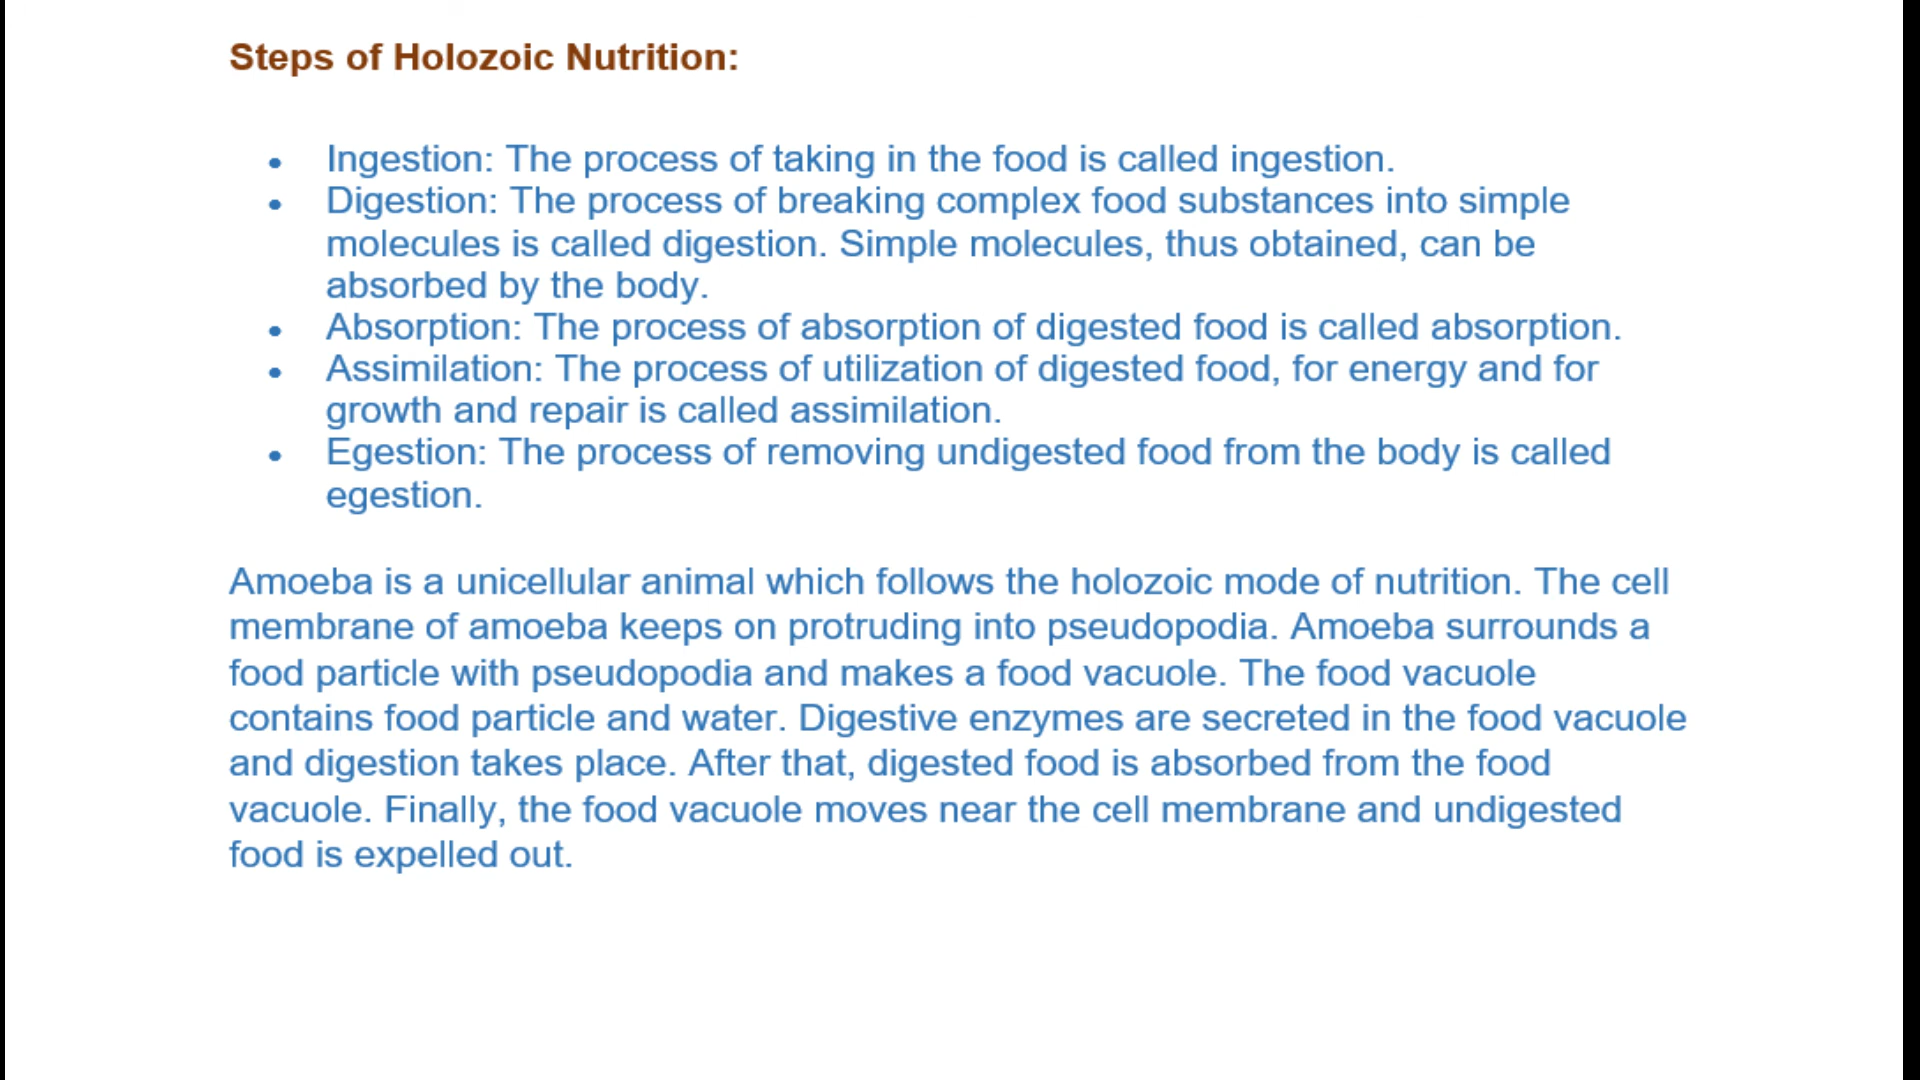 Steps of Holozoic Nutrition:
• Ingestion: The process of taking in the food is called ingestion.
• Digestion: The process of breaking complex food substances into simple
molecules is called digestion. Simple molecules, thus obtained, can be
absorbed by the body.
• Absorption: The process of absorption of digested food is called absorption.
• Assimilation: The process of utilization of digested food, for energy and for
growth and repair is called assimilation.
• Egestion: The process of removing undigested food from the body is called
egestion.
Amoeba is a unicellular animal which follows the holozoic mode of nutrition. The cell
membrane of amoeba keeps on protruding into pseudopodia. Amoeba surrounds a
food particle with pseudopodia and makes a food vacuole. The food vacuole
contains food particle and water. Digestive enzymes are secreted in the food vacuole
and digestion takes place. After that, digested food is absorbed from the food
vacuole. Finally, the food vacuole moves near the cell membrane and undigested
food is expelled out.